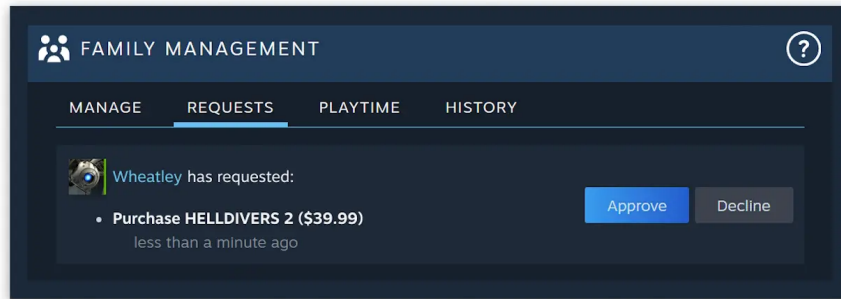 FAMILY MANAGEMENT
?
MANAGE REQUESTS PLAYTIME HISTORY
Wheatley has requested:
• Purchase HELLDIVERS 2 ($39.99)
less than a minute ago
Approve Decline